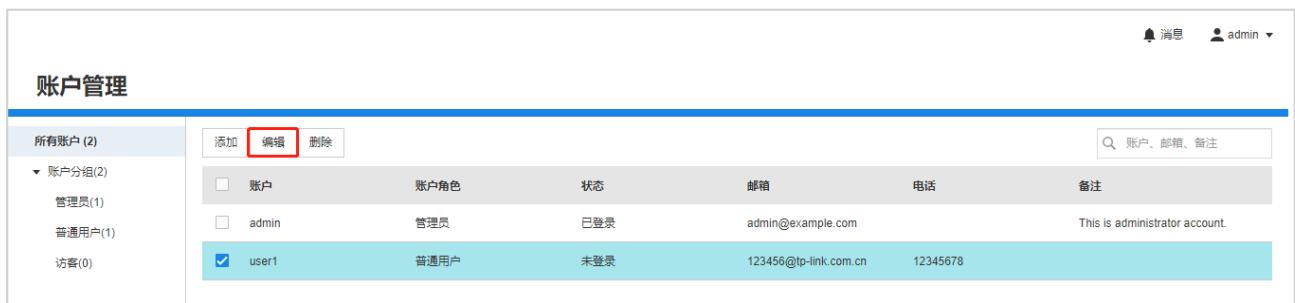 消息 admin
账户管理
所有账户 (2)
账户分组(2)
管理员(1)
普通用户(1)
访客(0)
添加 编辑 删除 账户、邮箱、备注
账户 账户角色 状态 邮箱 电话 备注
admin 管理员 已登录 admin@example.com This is administrator account.
user1 普通用户 未登录 123456@tp-link.com.cn 12345678